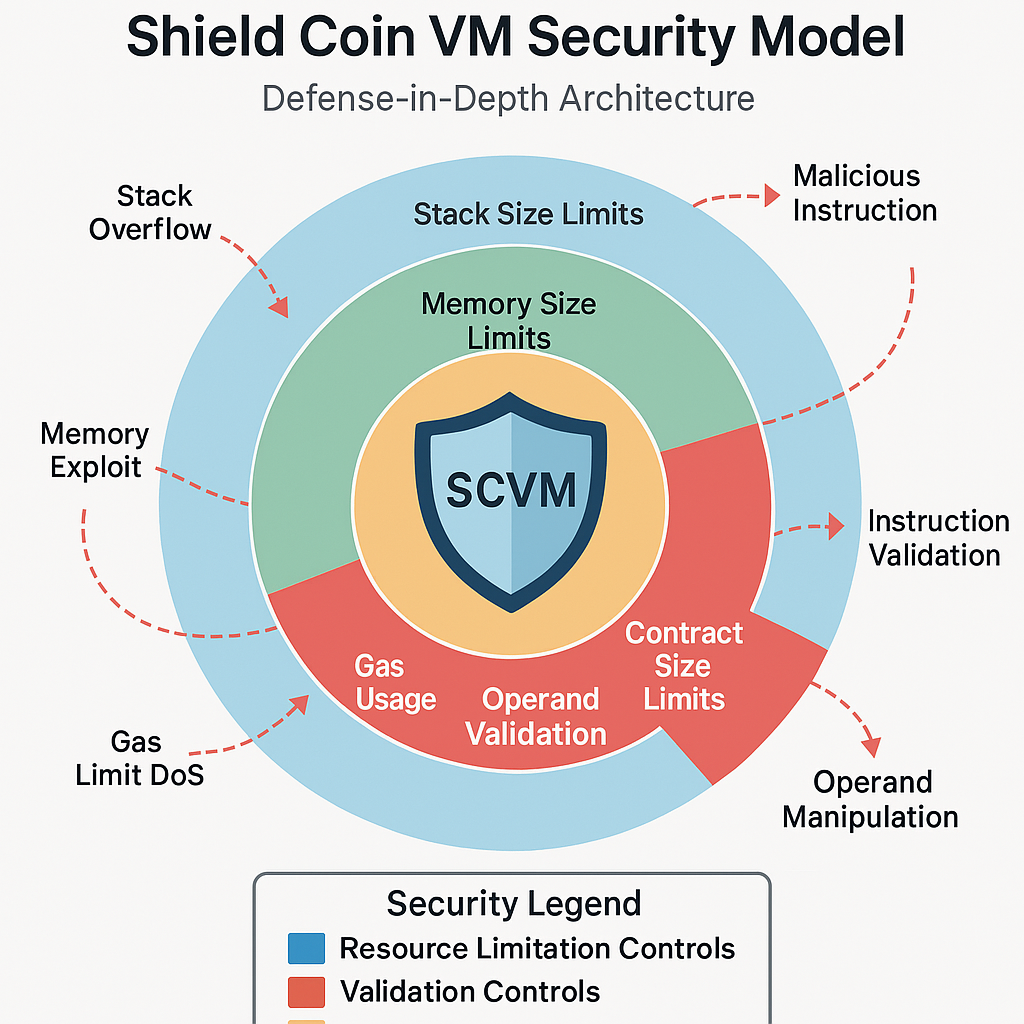 Shield Coin VM Security Model
Defense-in-Depth Architecture
Stack
Overflow
Stack Size Limits
Malicious
Instruction
Memory Size
Limits
Memory
Exploit
SCVM
Instruction
Validation
Contract
Size
Limits
Gas
Usage
Operand
Validation
Gas
Limit DoS
Operand
Manipulation
Security Legend
Resource Limitation Controls
Validation Controls